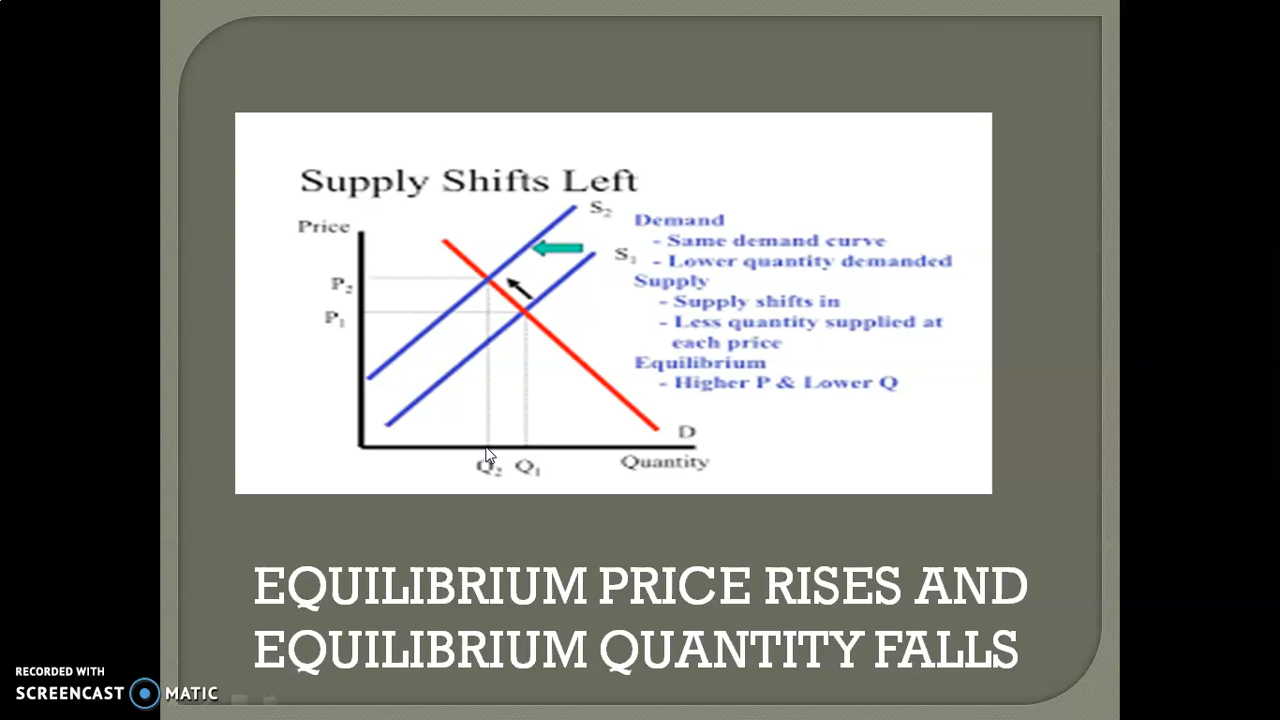 Supply Shifts Left
Price
S2
S1
P2
P1
D
Q2 Q1
Quantity
Demand
- Same demand curve
- Lower quantity demanded
Supply
- Supply shifts in
- Less quantity supplied at
each price
Equilibrium
- Higher P & Lower Q
EQUILIBRIUM PRICE RISES AND
EQUILIBRIUM QUANTITY FALLS
RECORDED WITH
SCREENCAST MATIC